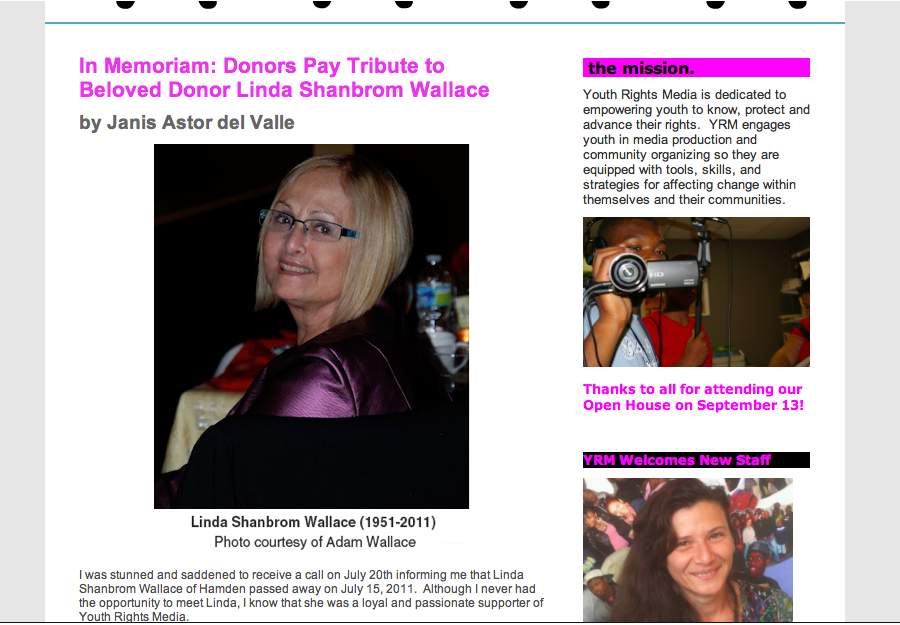 In Memoriam: Donors Pay Tribute to
Beloved Donor Linda Shanbrom Wallace
by Janis Astor del Valle
Linda Shanbrom Wallace (1951-2011)
Photo courtesy of Adam Wallace
I was stunned and saddened to receive a call on July 20th informing me that Linda
Shanbrom Wallace of Hamden passed away on July 15, 2011.  Although I never had
the opportunity to meet Linda, I know that she was a loyal and passionate supporter of
Youth Rights Media.
the mission.
Youth Rights Media is dedicated to
empowering youth to know, protect and
advance their rights.  YRM engages
youth in media production and
community organizing so they are
equipped with tools, skills, and
strategies for affecting change within
themselves and their communities.
HD
Thanks to all for attending our
Open House on September 13!
YRM Welcomes New Staff